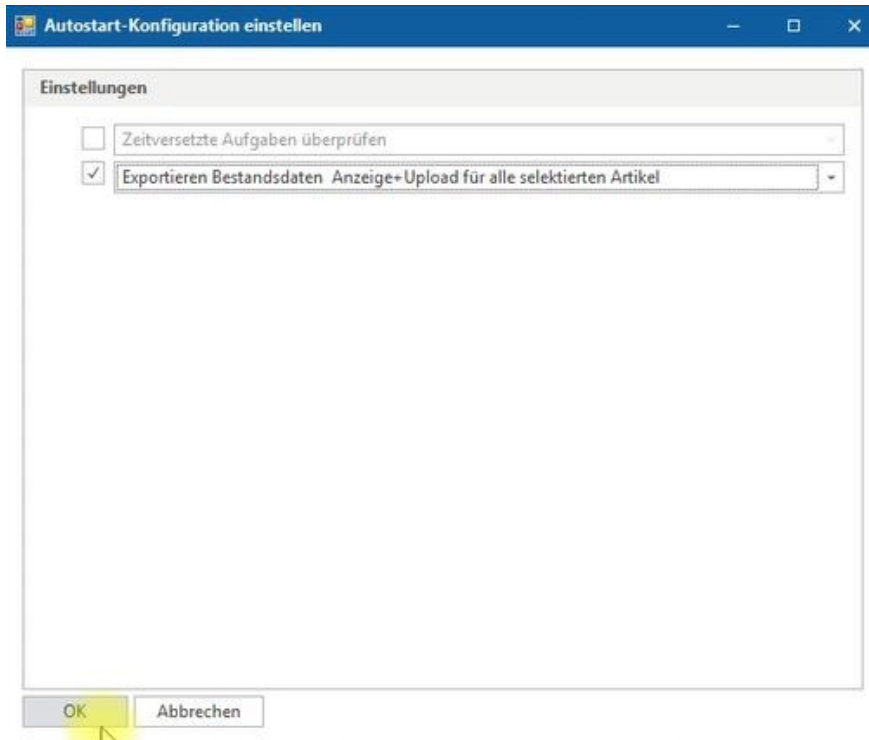 Autostart-Konfiguration einstellen
Einstellungen
Zeitversetzte Aufgaben überprüfen
Exportieren Bestandsdaten  Anzeige+Upload für alle selektierten Artikel
OK
Abbrechen